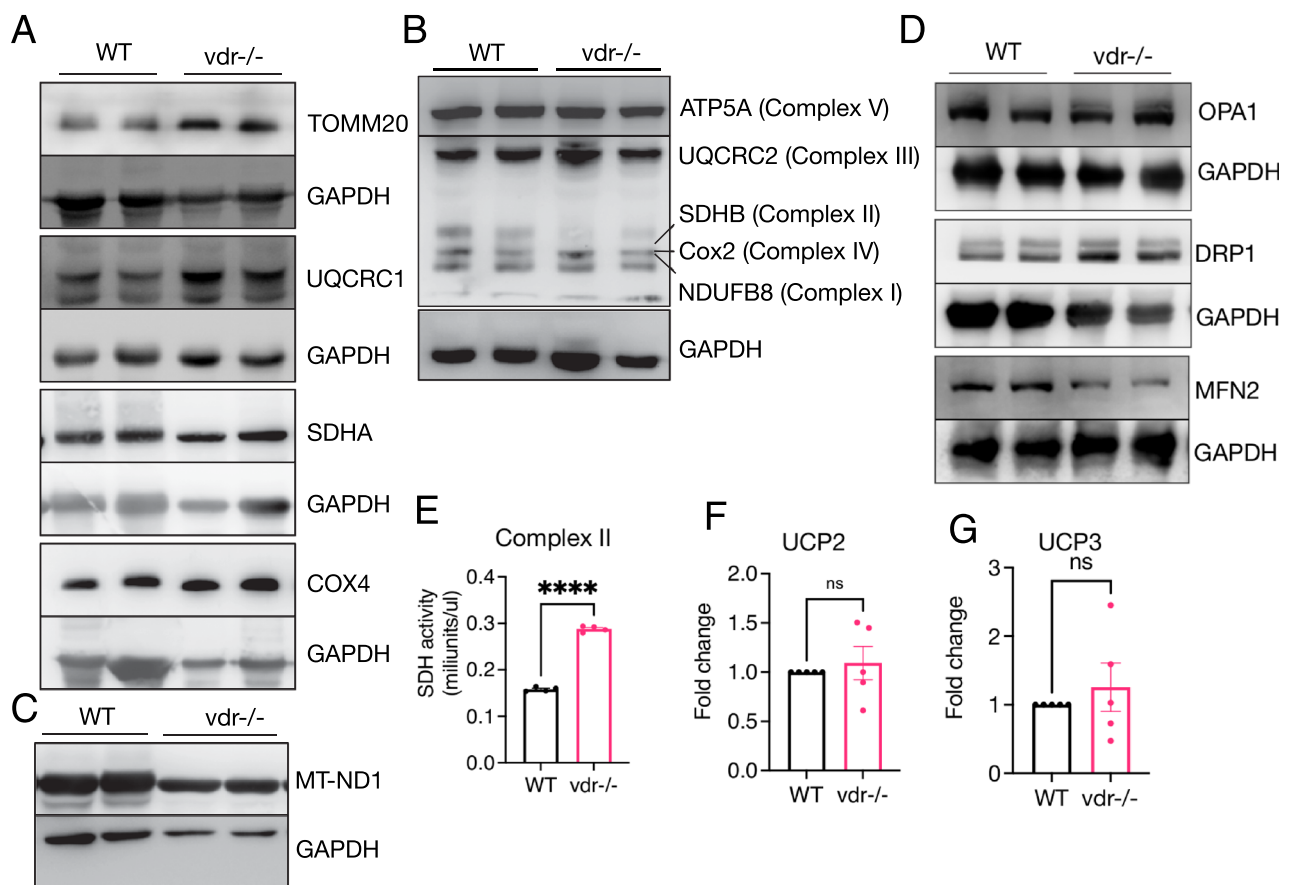 A
WT vdr-/-
TOMM20
GAPDH
UQCRC1
GAPDH
SDHA
GAPDH
COX4
GAPDH
B
WT vdr-/-
ATP5A (Complex V)
UQCRC2 (Complex III)
SDHB (Complex II)
Cox2 (Complex IV)
NDUFB8 (Complex I)
GAPDH
C
WT vdr-/-
MT-ND1
GAPDH
D
WT vdr-/-
OPA1
GAPDH
DRP1
GAPDH
MFN2
GAPDH
E
Complex II
****
SDH activity
(miliunits/ul)
0.4
0.3
0.2
0.1
0.0
WT vdr-/-
F
UCP2
ns
Fold change
2.0
1.5
1.0
0.5
0.0
WT vdr-/-
G
UCP3
ns
Fold change
3
2
1
0
WT vdr-/-